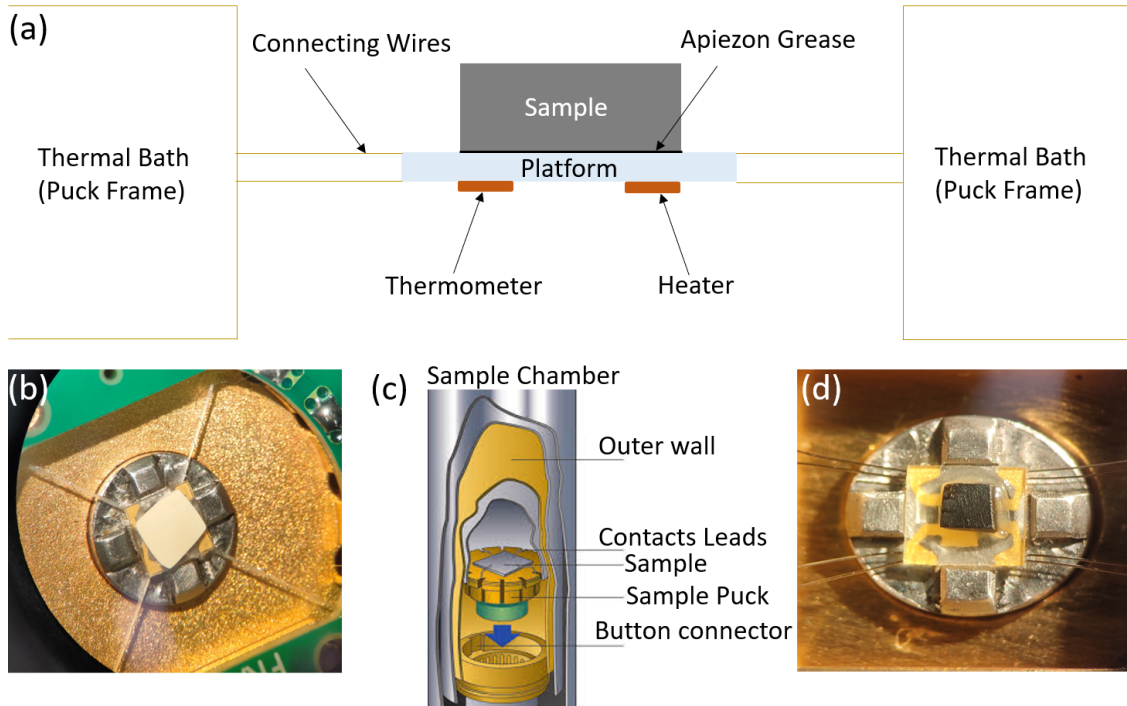 (a)
Connecting Wires
Apiezon Grease
Sample
Thermal Bath
(Puck Frame)
Platform
Thermal Bath
(Puck Frame)
Thermometer
Heater
(b)
(c)
Sample Chamber
(d)
Outer wall
Contacts Leads
Sample
Sample Puck
Button connector